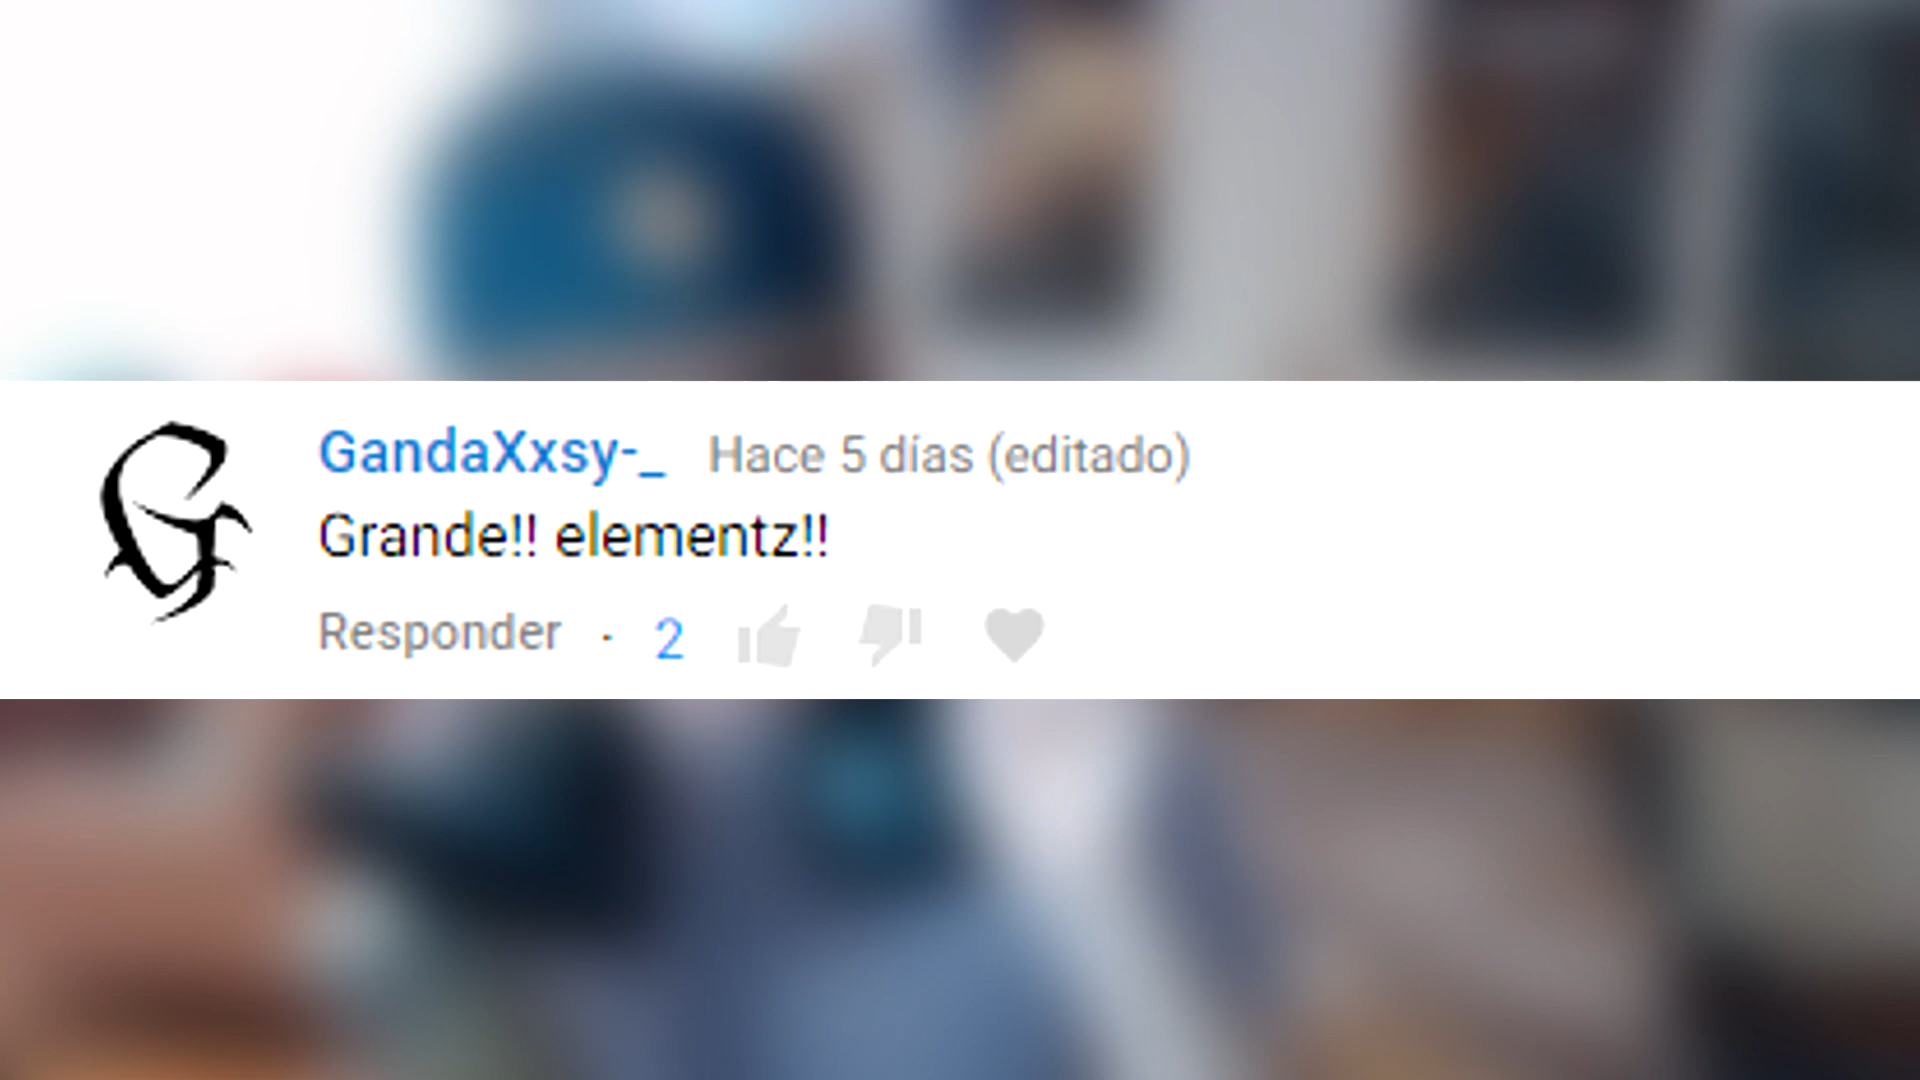 GandaXxsy-_ Hace 5 días (editado)
Grande!! elementz!!
Responder · 2